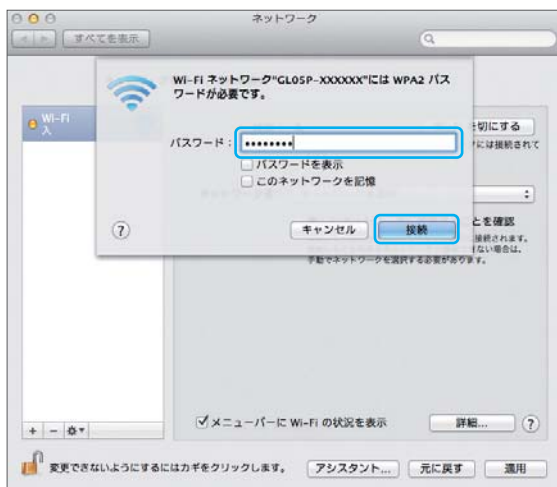 ネットワーク
すべてを表示
Wi-Fi ネットワーク"GL05P-XXXXXX"には WPA2 パス
ワードが必要です。
Wi-Fi
入
切にする
パスワード：
••••••••
には接続されて
パスワードを表示
このネットワークを記憶
?
キャンセル
接続
とを確認
接続されます。
ない場合は、
手動でネットワークを選択する必要があります。
+ −
メニューバーに Wi-Fi の状況を表示
詳細...
?
変更できないようにするにはカギをクリックします。
アシスタント...
元に戻す
適用